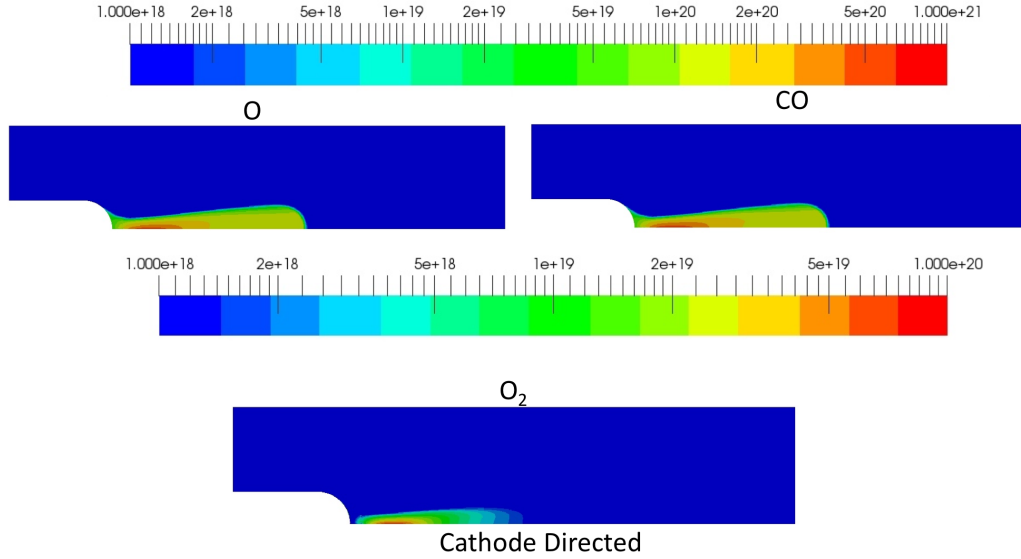 1.000e+18 2e+18 5e+18 1e+19 2e+19 5e+19 1e+20 2e+20 5e+20 1.000e+21
O
CO
1.000e+18 2e+18 5e+18 1e+19 2e+19 5e+19 1.000e+20
O₂
Cathode Directed